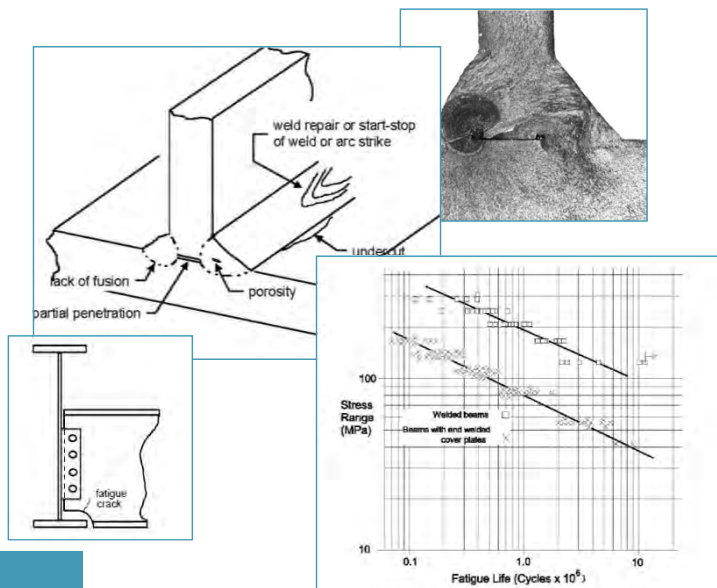 weld repair or start-stop
of weld or arc strike
undercut
lack of fusion
porosity
partial penetration
fatigue
crack
100
Stress
Range
(MPa)
Welded beams
Beams with end welded
cover plates
10
0.1
1.0
10
Fatigue Life (Cycles x 10⁶)